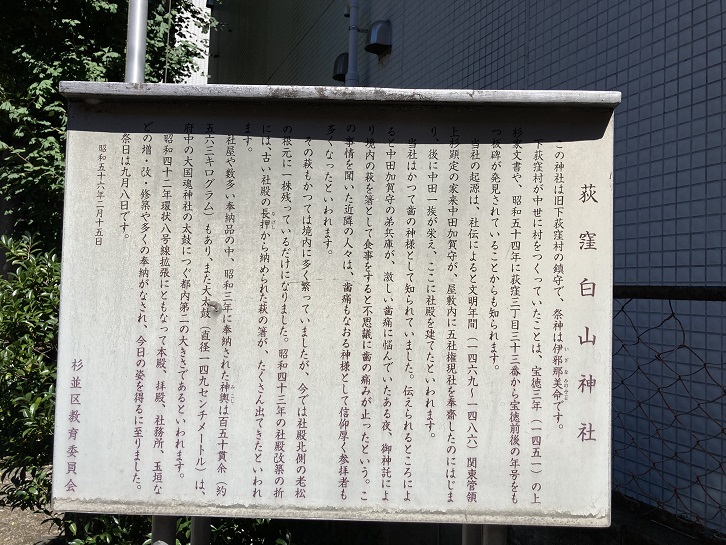 荻窪白山神社
この神社は旧下荻窪村の鎮守で、祭神は伊邪那美命です。
いざなみのみこと
下荻窪村が中世に村をつくっていたことは、宝徳三年（一四五一）の上
杉家文書や、昭和五十四年に荻窪三丁目三十三番から宝徳前後の年号をも
つ板碑が発見されていることからも知られます。
当社の起源は、社伝によると文明年間（一四六九〜一四八六）関東管領
上杉顕定の家来中田加賀守が、屋敷内に五社権現社を奉斎したのにはじま
り、後に中田一族が栄え、ここに社殿を建てたといわれます。
当社はかつて歯の神様として知られていました。伝えられるところによ
ると中田加賀守の弟兵庫が、激しい歯痛に悩んでいたある夜、御神託によ
り境内の萩を箸として食事をすると不思議に歯の痛みが止ったという。こ
の事情を聞いた近隣の人々は、歯痛もなおる神様として信仰厚く参拝者も
多くなったといわれます。
その萩もかつては境内に多く繁っていましたが、今では社殿北側の老松
の根元に一株残っているだけになりました。昭和四十三年の社殿改築の折
には、古い社殿の長押から納められた萩の箸が、たくさん出てきたといわれ
なげし
ます。
社屋や数多い奉納品の中、昭和三年に奉納された神輿は百五十貫余（約
みこし
五六三キログラム）もあり、また大太鼓（直径一四九センチメートル）は、
府中の大国魂神社の太鼓につぐ都内第二の大きさであるといわれます。
昭和四十二年環状八号線拡張にともなって本殿、拝殿、社務所、玉垣な
どの増・改・修築や多くの奉納がなされ、今日の姿を得るに至りました。
祭日は九月八日です。
昭和五十六年二月十五日
杉並区教育委員会